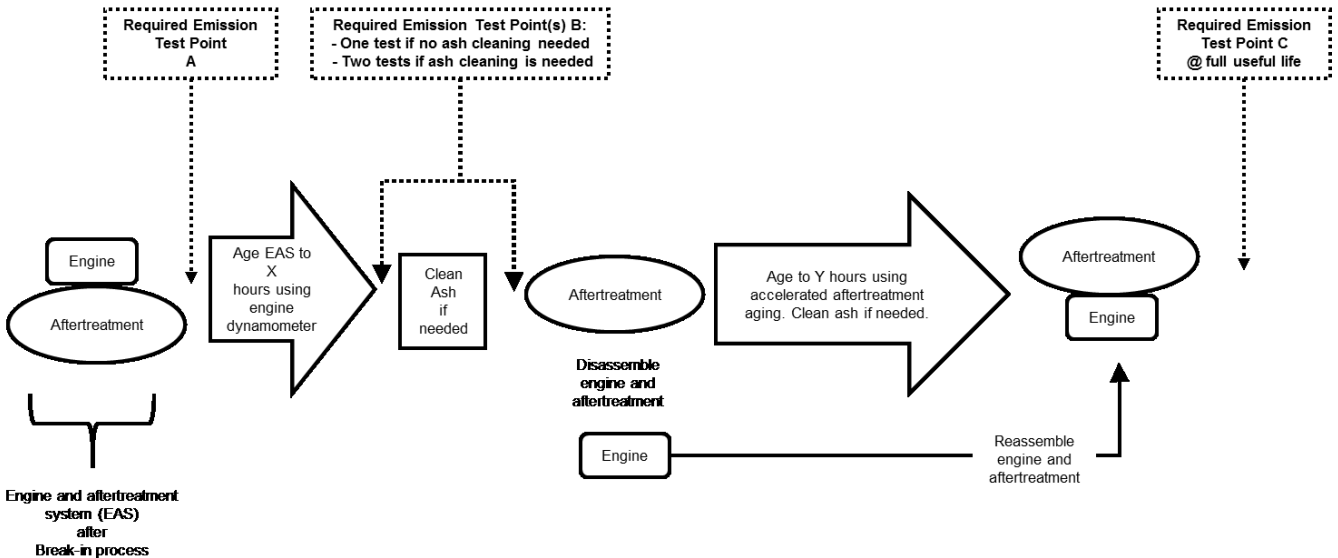 Required Emission
Test Point
A
Required Emission Test Point(s) B:
- One test if no ash cleaning needed
- Two tests if ash cleaning is needed
Required Emission
Test Point C
@ full useful life
Engine
Aftertreatment
Age EAS to
X
hours using
engine
dynamometer
Clean
Ash
if
needed
Aftertreatment
Age to Y hours using
accelerated aftertreatment
aging. Clean ash if needed.
Aftertreatment
Engine
Disassemble
engine and
aftertreatment
Engine
Reassemble
engine and
aftertreatment
Engine and aftertreatment
system (EAS)
after
Break-in process